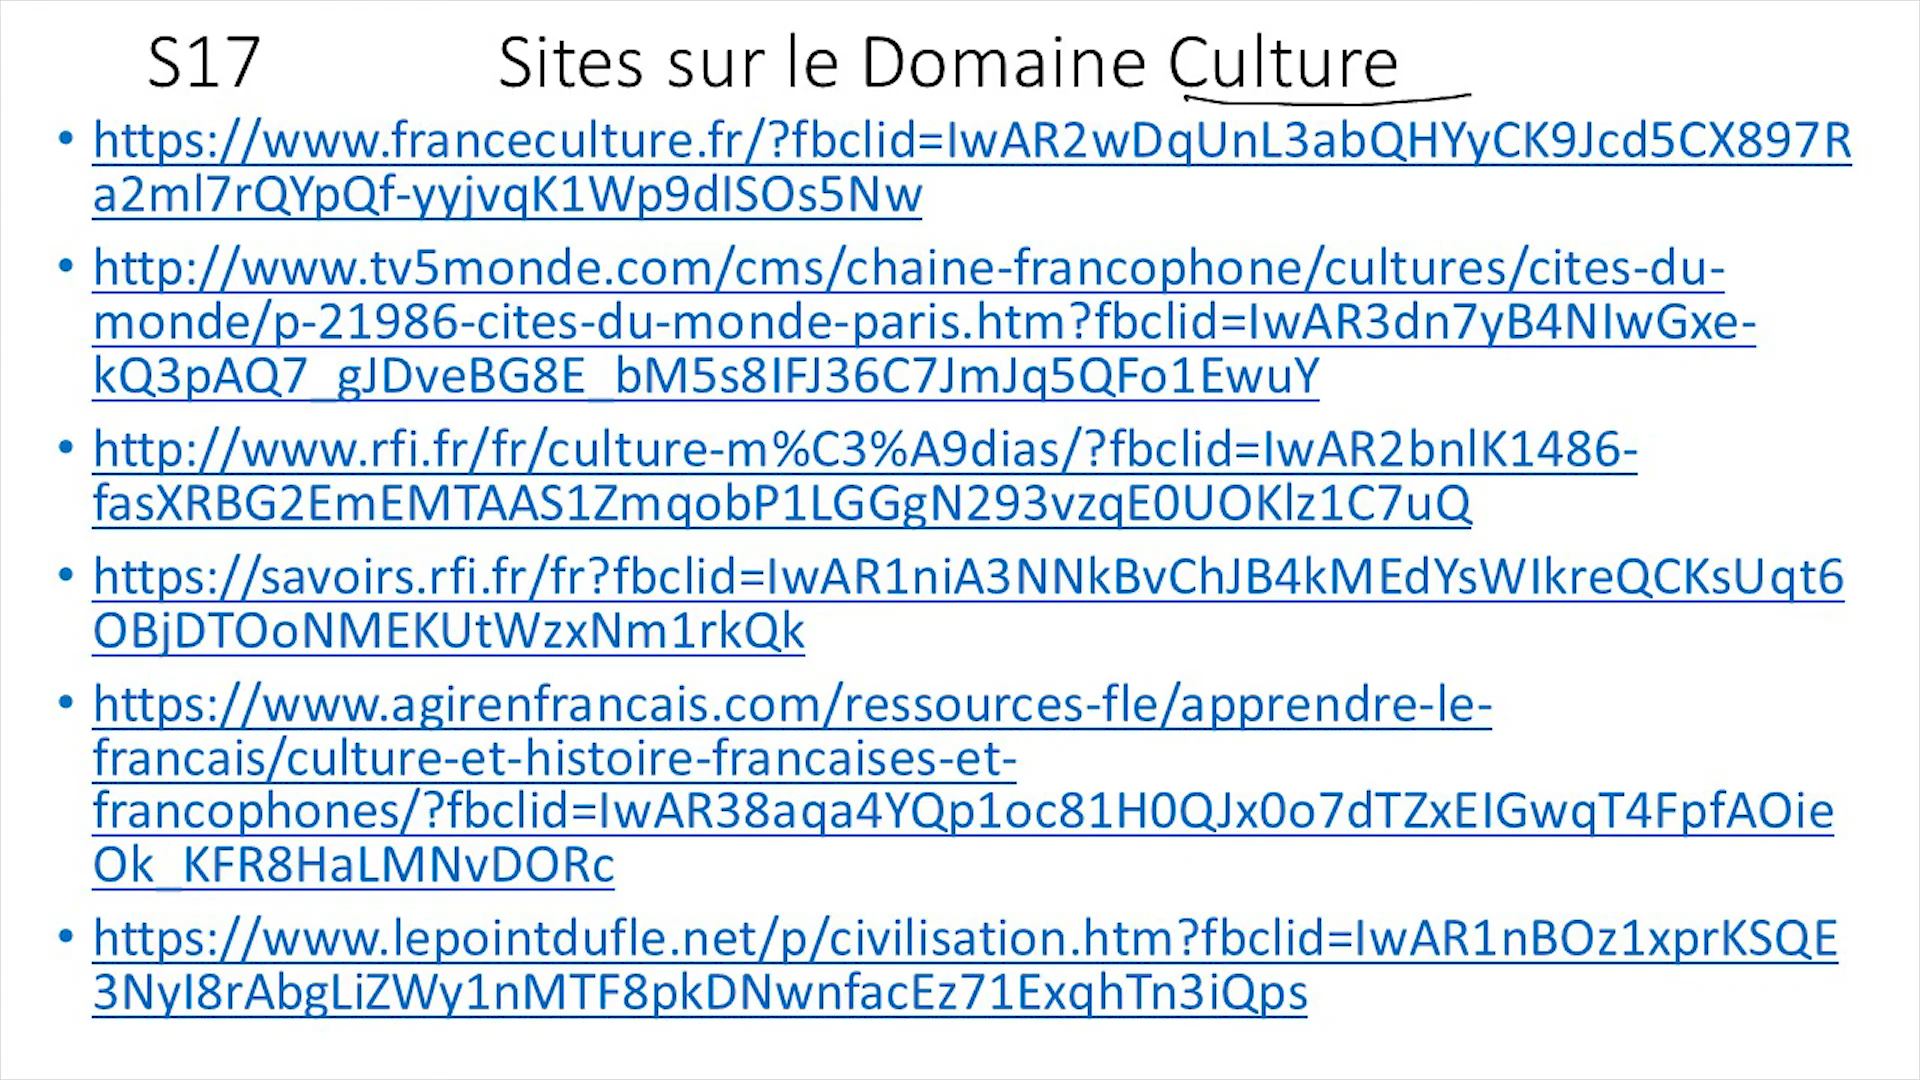 S17 Sites sur le Domaine Culture
• https://www.franceculture.fr/?fbclid=IwAR2wDqUnL3abQHYyCK9Jcd5CX897R
a2ml7rQYpQf-yyjvqK1Wp9dISOs5Nw
• http://www.tv5monde.com/cms/chaine-francophone/cultures/cites-du-
monde/p-21986-cites-du-monde-paris.htm?fbclid=IwAR3dn7yB4NIwGxe-
kQ3pAQ7_gJDveBG8E_bM5s8IFJ36C7JmJq5QFo1EwuY
• http://www.rfi.fr/fr/culture-m%C3%A9dias/?fbclid=IwAR2bnlK1486-
fasXRBG2EmEMTAAS1ZmqobP1LGGgN293vzqE0UOKlz1C7uQ
• https://savoirs.rfi.fr/fr?fbclid=IwAR1niA3NNkBvChJB4kMEdYsWIkreQCKsUqt6
OBjDTOoNMEKUtWzxNm1rkQk
• https://www.agirenfrancais.com/ressources-fle/apprendre-le-
francais/culture-et-histoire-francaises-et-
francophones/?fbclid=IwAR38aqa4YQp1oc81H0QJx0o7dTZxEIGwqT4FpfAOie
Ok_KFR8HaLMNvDORc
• https://www.lepointdufle.net/p/civilisation.htm?fbclid=IwAR1nBOz1xprKSQE
3NyI8rAbgLiZWy1nMTF8pkDNwnfacEz71ExqhTn3iQps